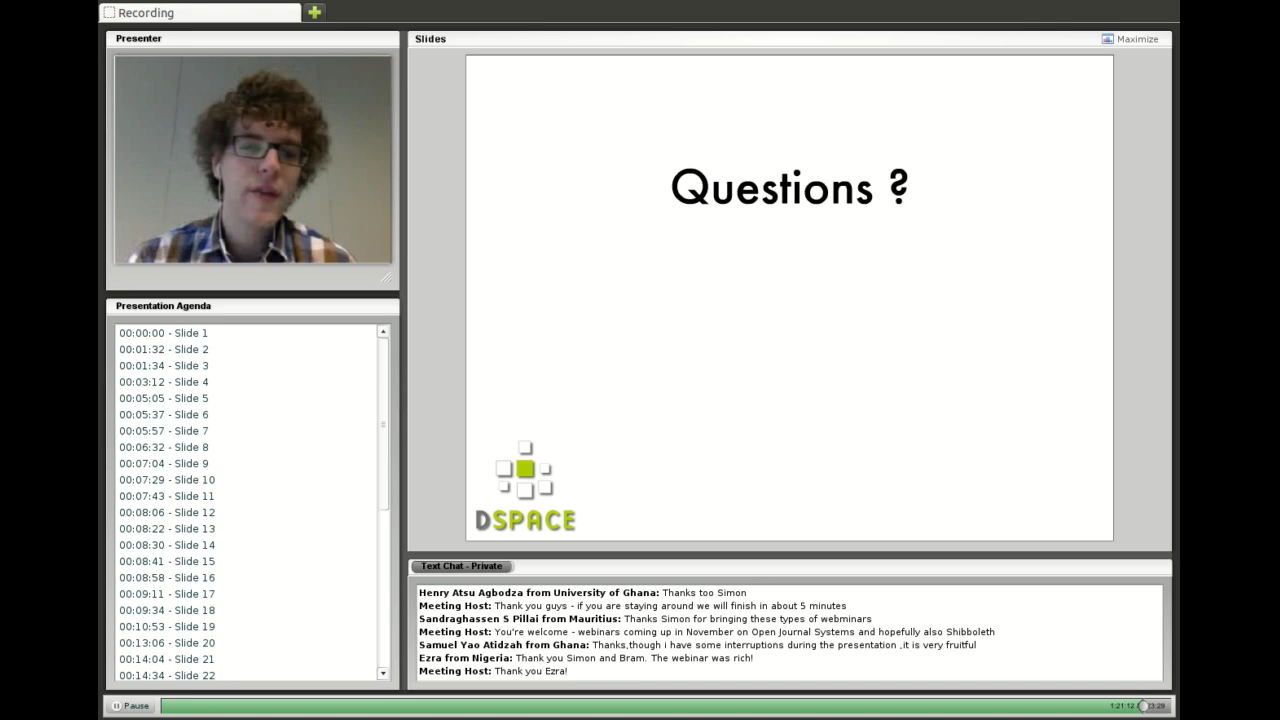 Recording
Presenter
Slides
Maximize
Questions ?
DSPACE
Presentation Agenda
00:00:00 - Slide 1
00:01:32 - Slide 2
00:01:34 - Slide 3
00:03:12 - Slide 4
00:05:05 - Slide 5
00:05:37 - Slide 6
00:05:57 - Slide 7
00:06:32 - Slide 8
00:07:04 - Slide 9
00:07:29 - Slide 10
00:07:43 - Slide 11
00:08:06 - Slide 12
00:08:22 - Slide 13
00:08:30 - Slide 14
00:08:41 - Slide 15
00:08:58 - Slide 16
00:09:11 - Slide 17
00:09:34 - Slide 18
00:10:53 - Slide 19
00:13:06 - Slide 20
00:14:04 - Slide 21
00:14:34 - Slide 22
Text Chat - Private
Henry Atsu Agbodza from University of Ghana: Thanks too Simon
Meeting Host: Thank you guys - if you are staying around we will finish in about 5 minutes
Sandraghassen S Pillai from Mauritius: Thanks Simon for bringing these types of webminars
Meeting Host: You're welcome - webinars coming up in November on Open Journal Systems and hopefully also Shibboleth
Samuel Yao Atidzah from Ghana: Thanks,though i have some interruptions during the presentation ,it is very fruitful
Ezra from Nigeria: Thank you Simon and Bram. The webinar was rich!
Meeting Host: Thank you Ezra!
Pause
1:21:12